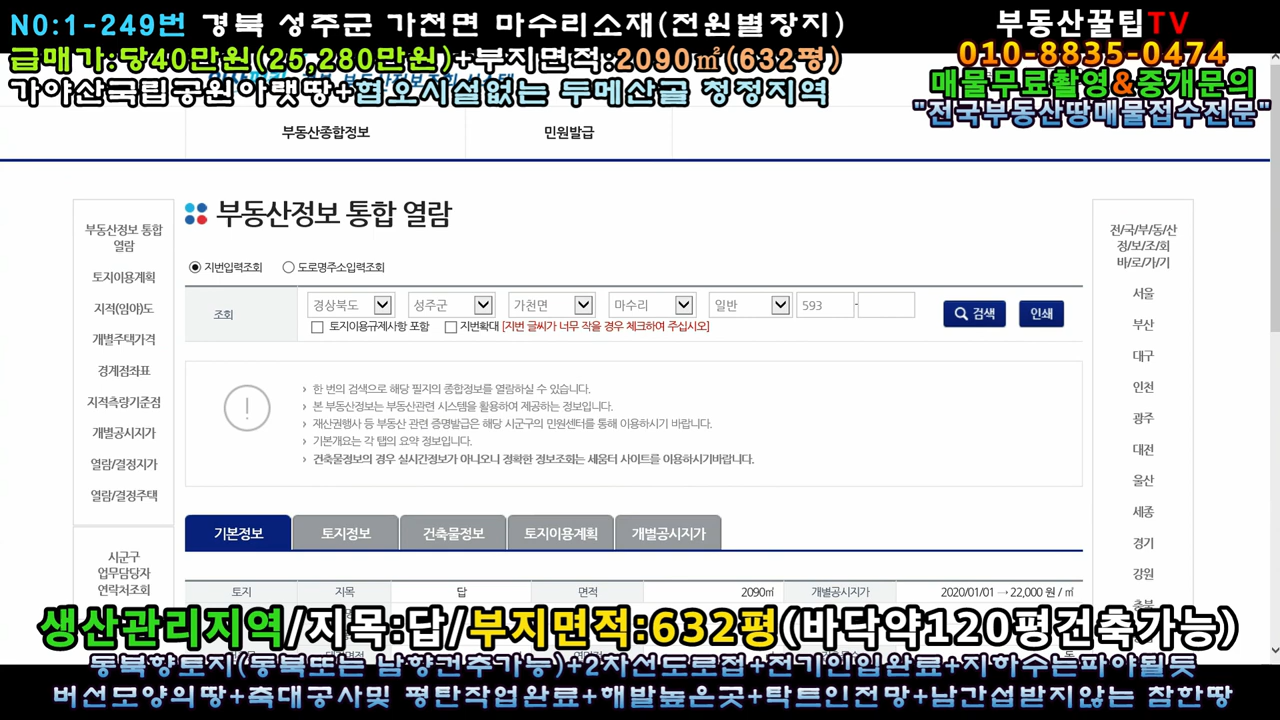 NO:1-249번 경북 성주군 가천면 마수리소재(전원별장지)
급매가:당40만원(25,280만원)+부지면적:2090㎡(632평)
가야산국립공원아랫땅+혐오시설없는 두메산골 청정지역
부동산꿀팁TV
010-8835-0474
매물무료촬영&중개문의
"전국부동산땅매물접수전문"
부동산종합정보 민원발급
부동산정보 통합 열람
지번입력조회 도로명주소입력조회
조회 경상북도 성주군 가천면 마수리 일반 593 - 검색 인쇄
토지이용규제사항 포함 지번확대 [지번 글씨가 너무 작을 경우 체크하여 주십시오]
› 한 번의 검색으로 해당 필지의 종합정보를 열람하실 수 있습니다.
› 본 부동산정보는 부동산관련 시스템을 활용하여 제공하는 정보입니다.
› 재산권행사 등 부동산 관련 증명발급은 해당 시군구의 민원센터를 통해 이용하시기 바랍니다.
› 기본개요는 각 탭의 요약 정보입니다.
› 건축물정보의 경우 실시간정보가 아니오니 정확한 정보조회는 세움터 사이트를 이용하시기바랍니다.
기본정보 토지정보 건축물정보 토지이용계획 개별공시지가
토지 지목 답 면적 2090㎡ 개별공시지가 2020/01/01 → 22,000 원 / ㎡
부동산정보 통합
열람
토지이용계획
지적(임야)도
개별주택가격
경계점좌표
지적측량기준점
개별공시지가
열람/결정지가
열람/결정주택
시군구
업무담당자
연락처조회
전/국/부/동/산
정/보/조/회
바/로/가/기
서울
부산
대구
인천
광주
대전
울산
세종
경기
강원
충북
생산관리지역/지목:답/부지면적:632평(바닥약120평건축가능)
동북향토지(동북또는 남향건축가능)+2차선도로접+전기인입완료+지하수는파야될듯
버선모양의땅+축대공사및 평탄작업완료+해발높은곳+탁트인전망+남간섭받지않는 참한땅